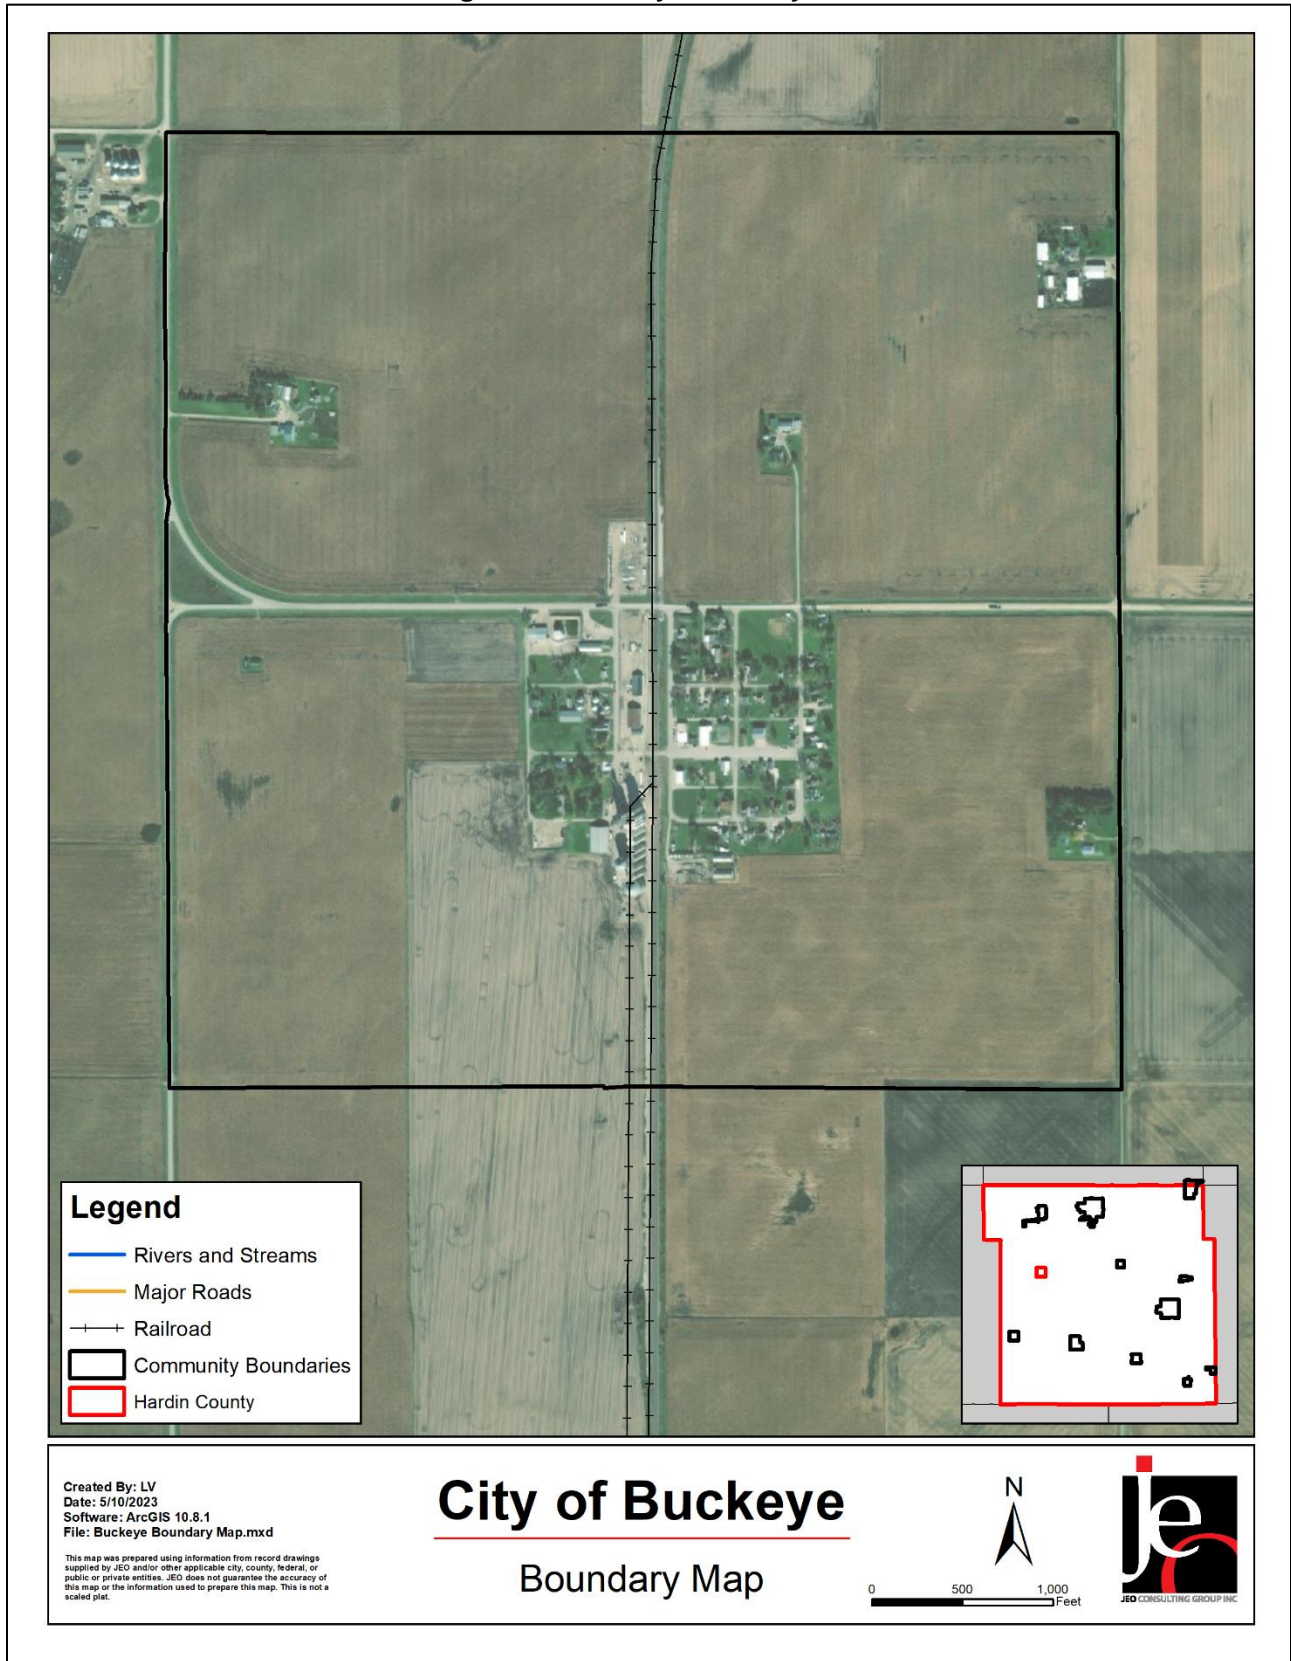 Legend
Rivers and Streams
Major Roads
Railroad
Community Boundaries
Hardin County
Created By: LV
Date: 5/10/2023
Software: ArcGIS 10.8.1
File: Buckeye Boundary Map.mxd
This map was prepared using information from record drawings
supplied by JEO and/or other applicable city, county, federal, or
public or private entities. JEO does not guarantee the accuracy of
this map or the information used to prepare this map. This is not a
scaled plat.
City of Buckeye
Boundary Map
N
0 500 1,000
Feet
jeo
JEO CONSULTING GROUP INC